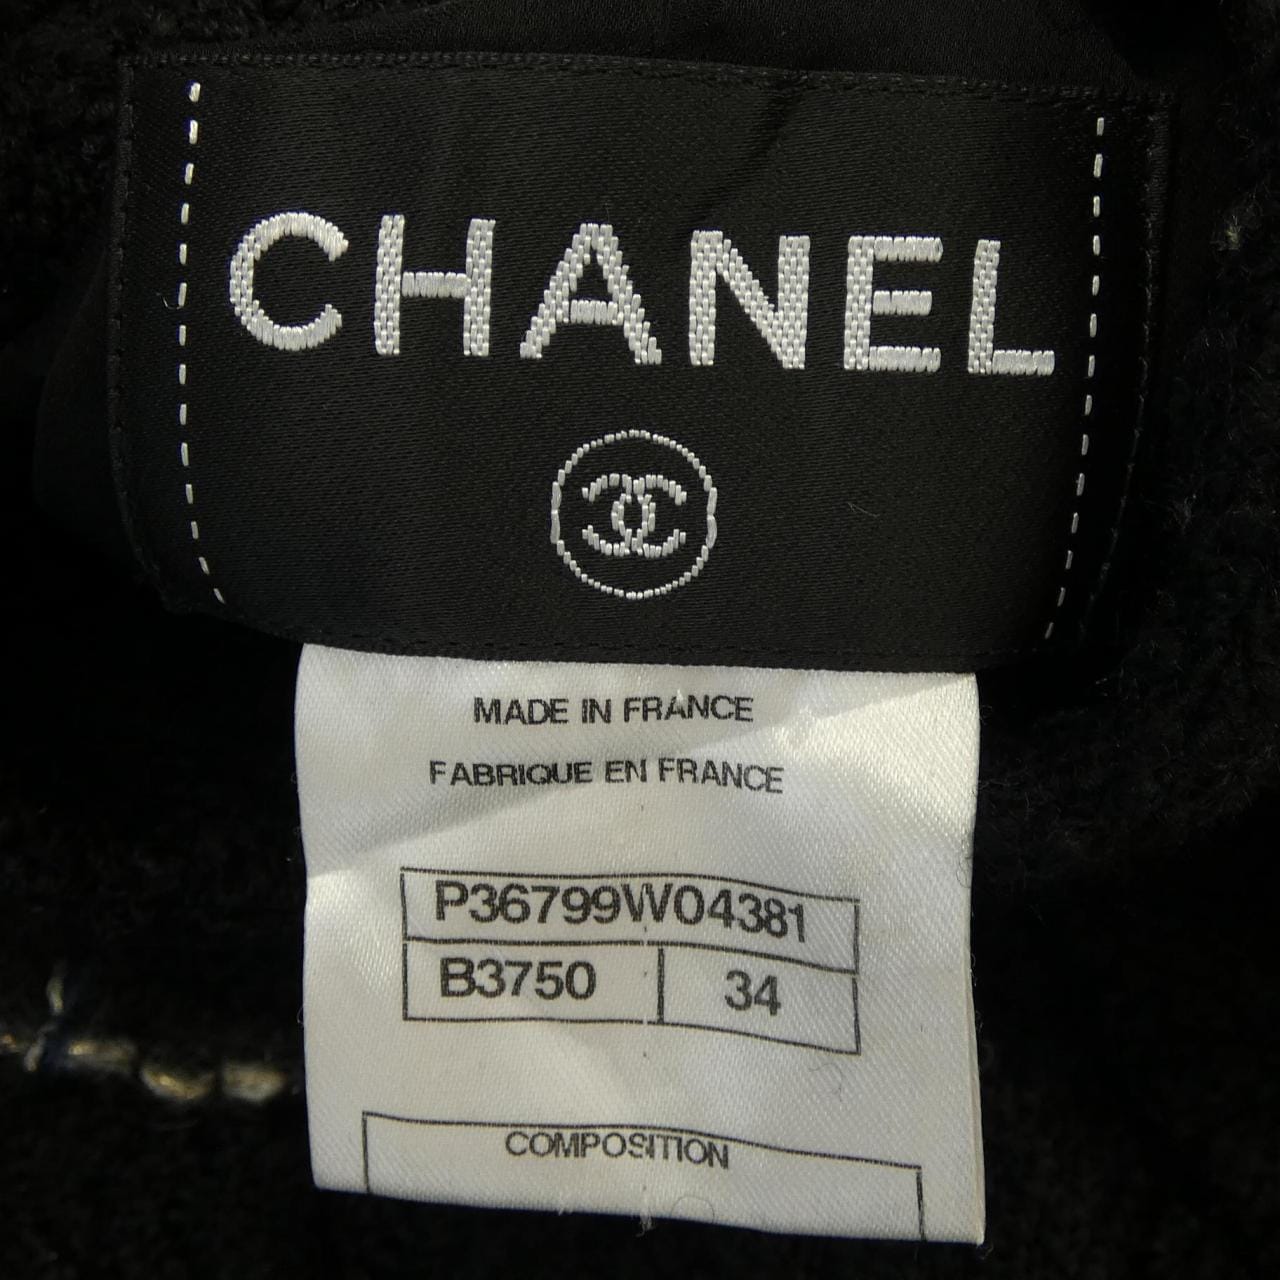 CHANEL
MADE IN FRANCE
FABRIQUE EN FRANCE
P36799W04381
B3750 34
COMPOSITION